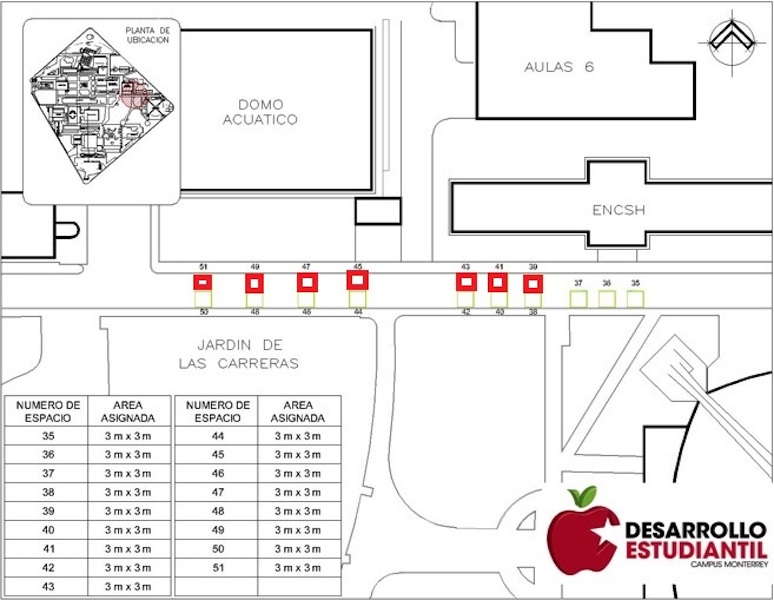 PLANTA DE
UBICACION
DOMO
ACUATICO
AULAS 6
ENCSH
51
49
47
45
43
41
39
37
36
35
50
48
46
44
42
40
38
JARDIN DE
LAS CARRERAS
NUMERO DE
ESPACIO
AREA
ASIGNADA
35 3 m x 3 m
36 3 m x 3 m
37 3 m x 3 m
38 3 m x 3 m
39 3 m x 3 m
40 3 m x 3 m
41 3 m x 3 m
42 3 m x 3 m
43 3 m x 3 m
NUMERO DE
ESPACIO
AREA
ASIGNADA
44 3 m x 3 m
45 3 m x 3 m
46 3 m x 3 m
47 3 m x 3 m
48 3 m x 3 m
49 3 m x 3 m
50 3 m x 3 m
51 3 m x 3 m
DESARROLLO
ESTUDIANTIL
CAMPUS MONTERREY